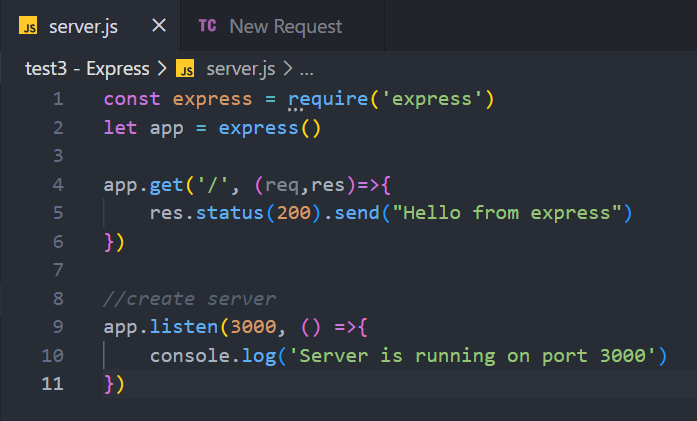 JS server.js × TC New Request
test3 - Express > JS server.js > ...
1 const express = require('express')
2 let app = express()
3
4 app.get('/', (req,res)=>{
5     res.status(200).send("Hello from express")
6 })
7
8 //create server
9 app.listen(3000, () =>{
10     console.log('Server is running on port 3000')
11 })